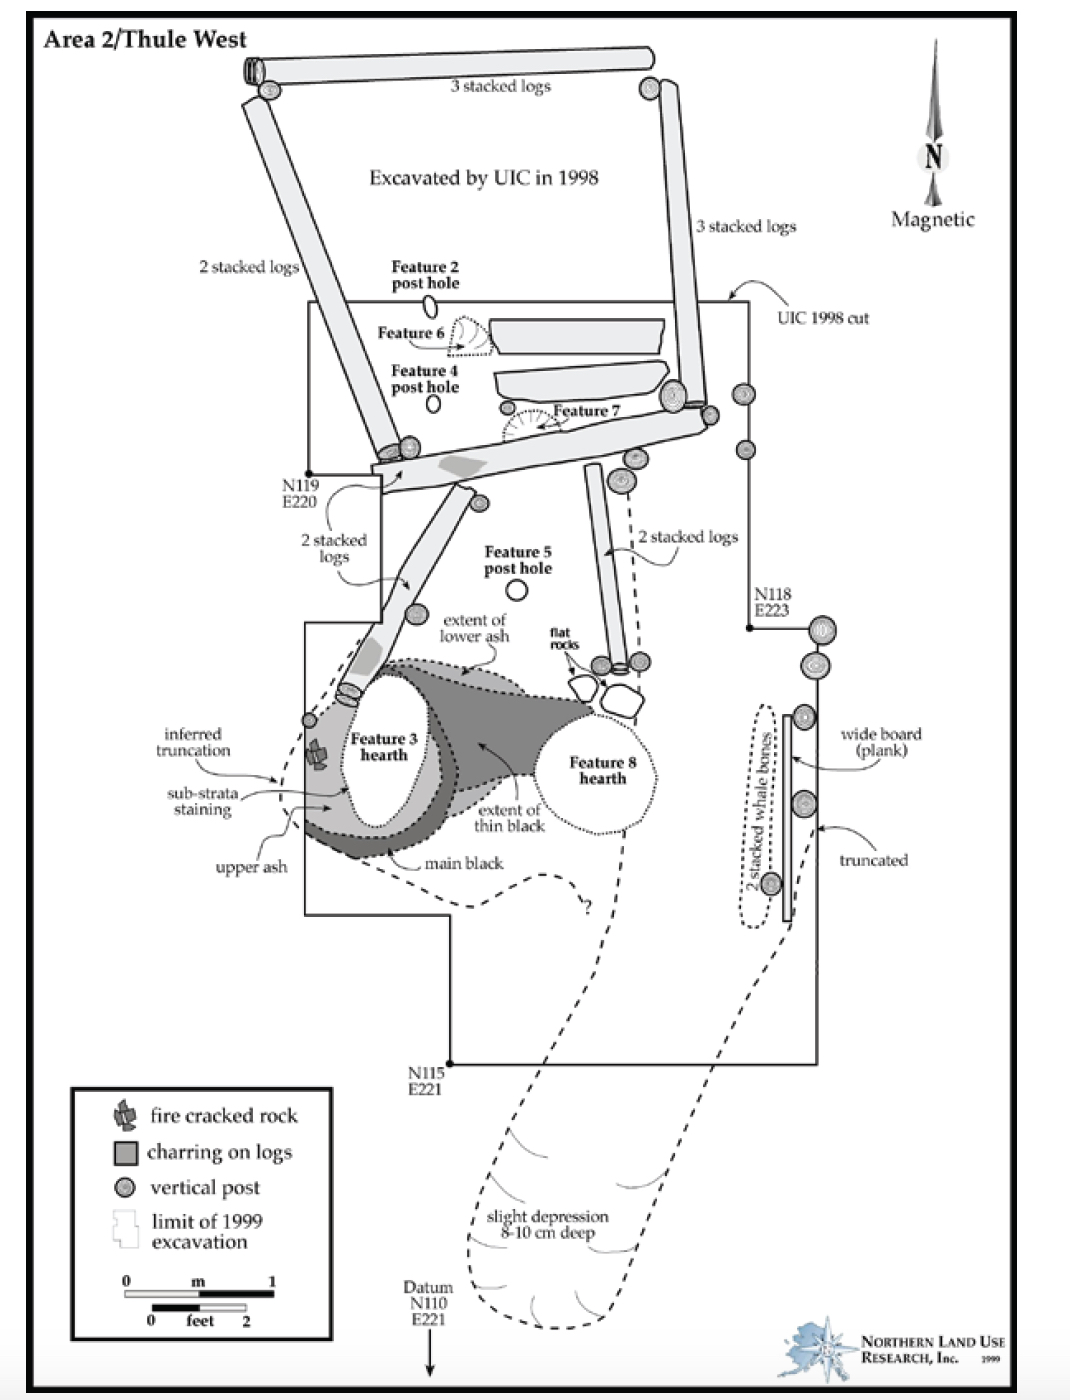 Area 2/Thule West
3 stacked logs
Excavated by UIC in 1998
N
Magnetic
3 stacked logs
2 stacked logs
Feature 2
post hole
UIC 1998 cut
Feature 6
Feature 4
post hole
Feature 7
N119
E220
2 stacked
logs
2 stacked logs
Feature 5
post hole
N118
E223
extent of
lower ash
flat
rocks
inferred
truncation
Feature 3
hearth
Feature 8
hearth
2 stacked whale bones
wide board
(plank)
sub-strata
staining
extent of
thin black
upper ash
main black
truncated
?
N115
E221
fire cracked rock
charring on logs
vertical post
limit of 1999
excavation
0 m 1
0 feet 2
slight depression
8-10 cm deep
Datum
N110
E221
NORTHERN LAND USE
RESEARCH, Inc. 1999